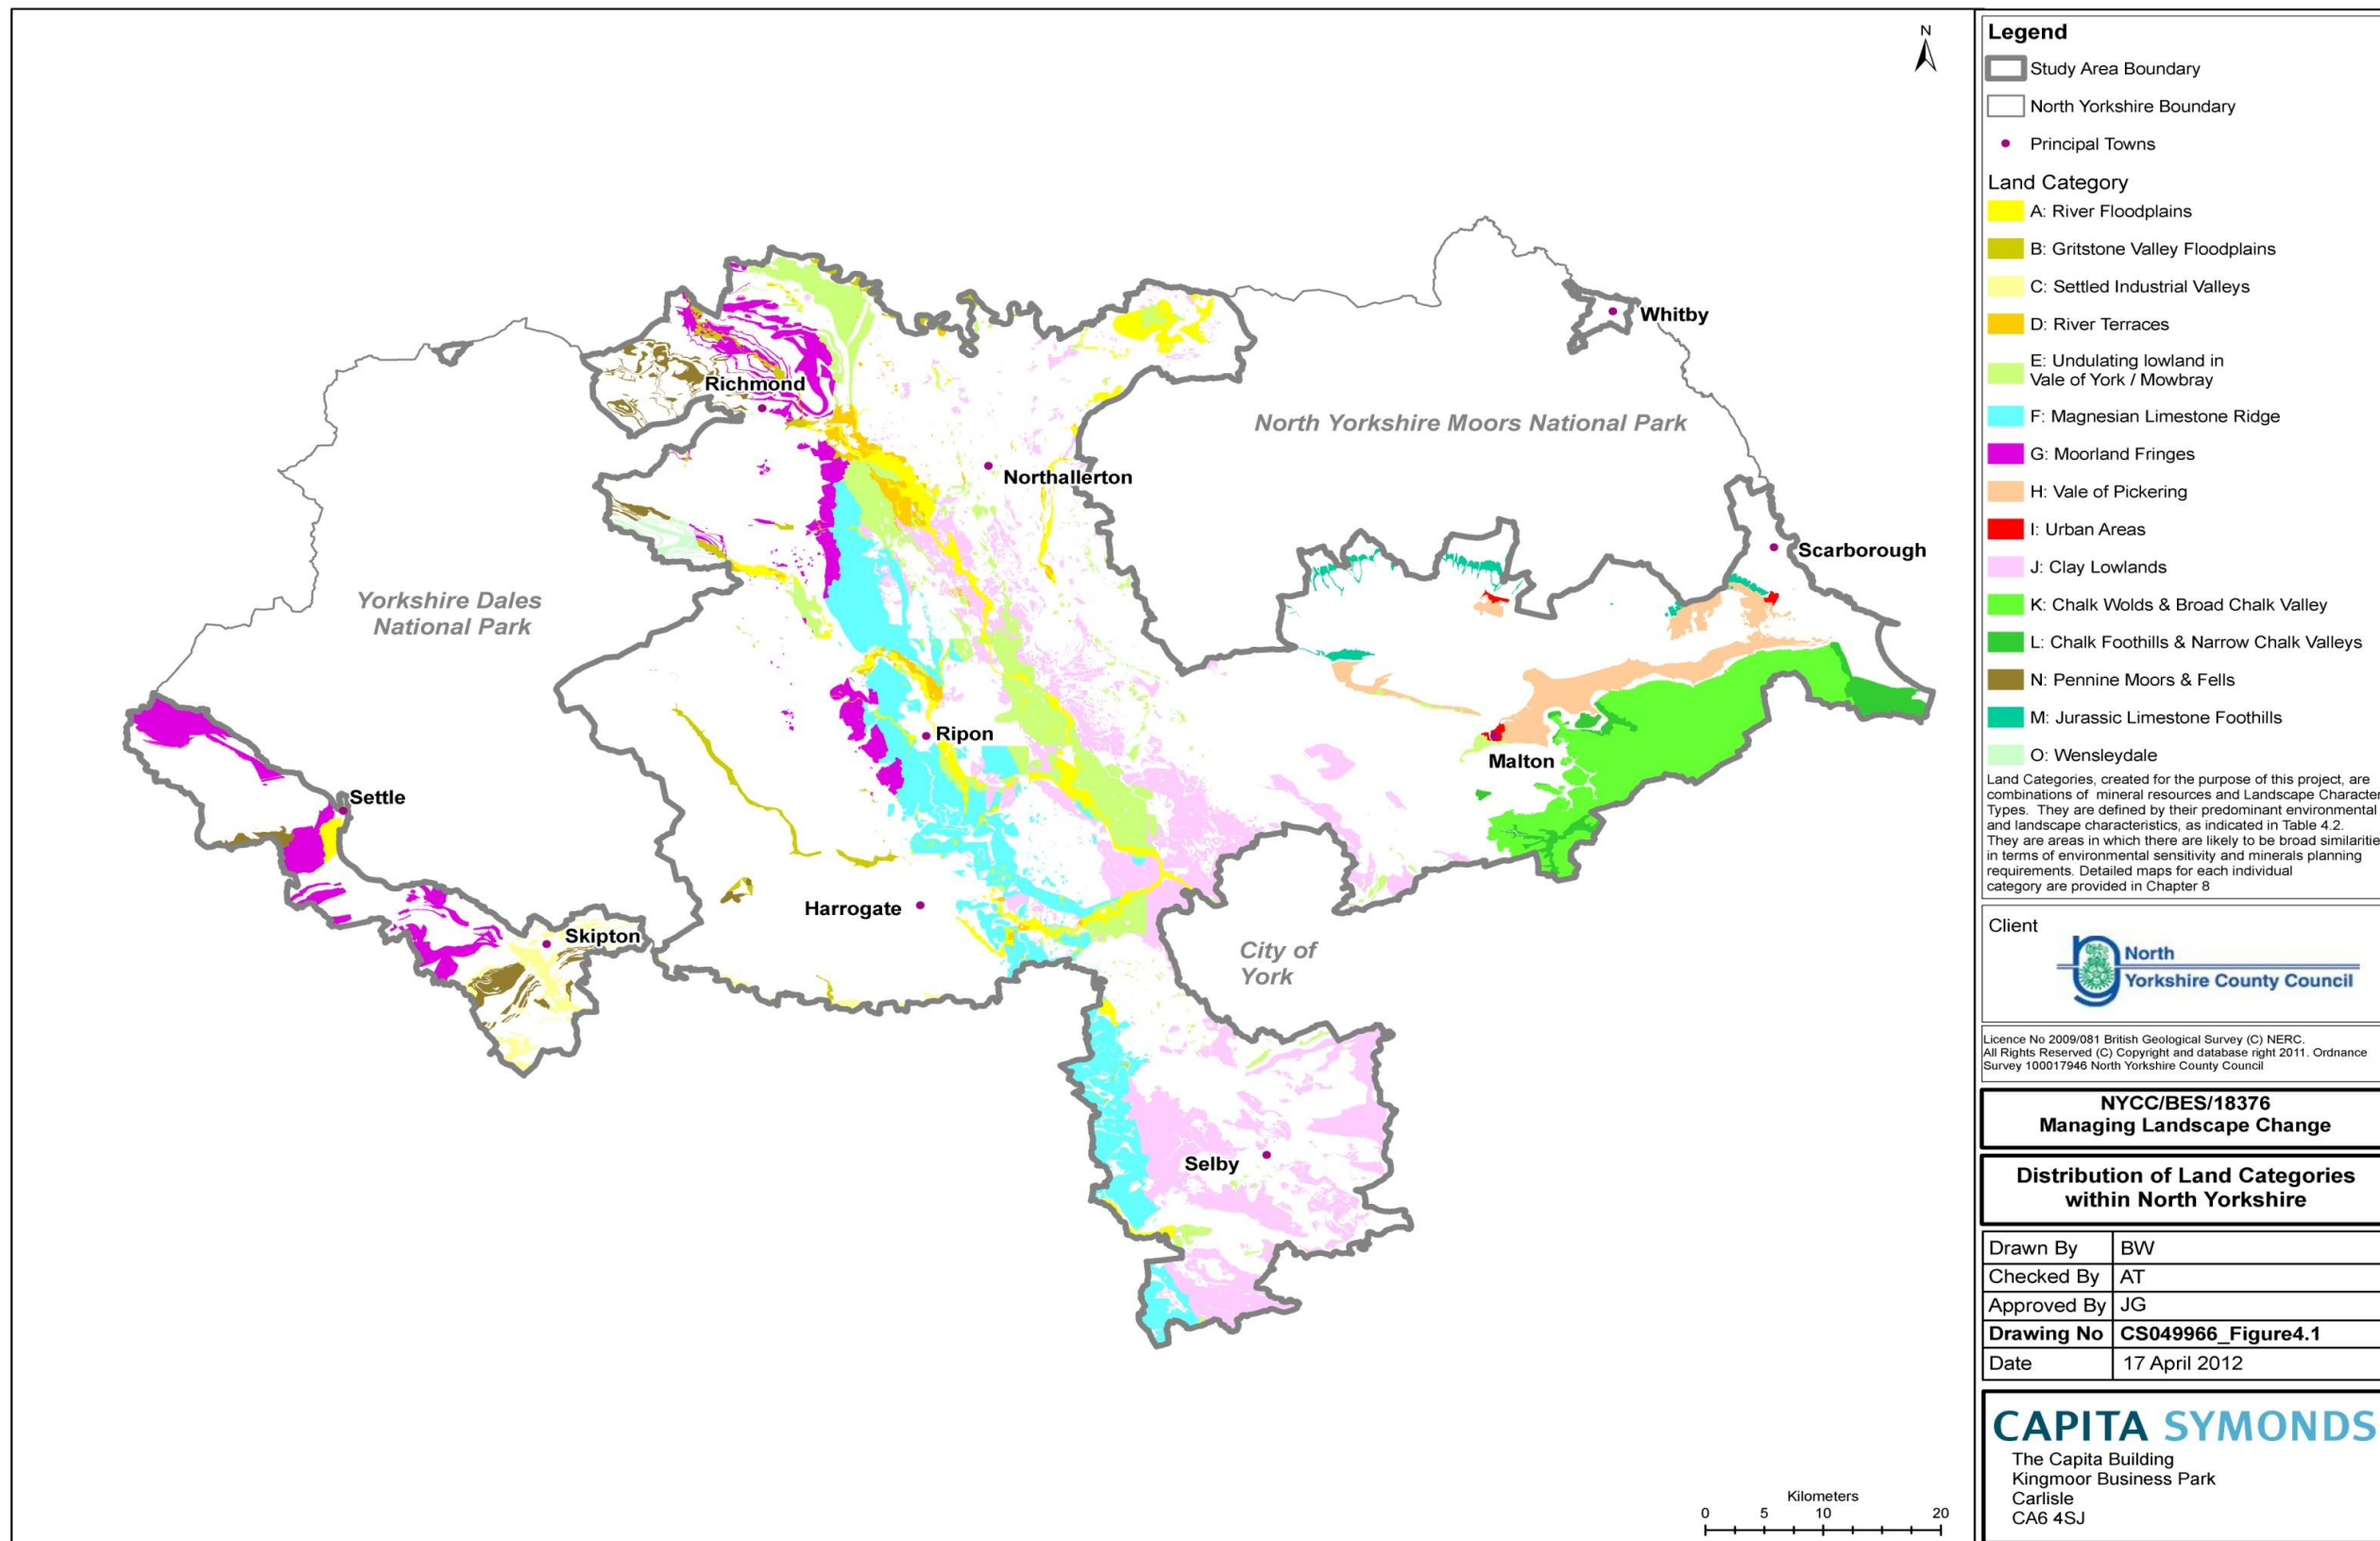 N
Whitby
Richmond
North Yorkshire Moors National Park
Northallerton
Scarborough
Yorkshire Dales
National Park
Ripon
Malton
Settle
Harrogate
Skipton
City of
York
Selby
Kilometers
0 5 10 20
Legend
Study Area Boundary
North Yorkshire Boundary
Principal Towns
Land Category
A: River Floodplains
B: Gritstone Valley Floodplains
C: Settled Industrial Valleys
D: River Terraces
E: Undulating lowland in
Vale of York / Mowbray
F: Magnesian Limestone Ridge
G: Moorland Fringes
H: Vale of Pickering
I: Urban Areas
J: Clay Lowlands
K: Chalk Wolds & Broad Chalk Valley
L: Chalk Foothills & Narrow Chalk Valleys
N: Pennine Moors & Fells
M: Jurassic Limestone Foothills
O: Wensleydale
Land Categories, created for the purpose of this project, are
combinations of mineral resources and Landscape Character
Types. They are defined by their predominant environmental
and landscape characteristics, as indicated in Table 4.2.
They are areas in which there are likely to be broad similaritie
in terms of environmental sensitivity and minerals planning
requirements. Detailed maps for each individual
category are provided in Chapter 8
Client
North
Yorkshire County Council
Licence No 2009/081 British Geological Survey (C) NERC.
All Rights Reserved (C) Copyright and database right 2011. Ordnance
Survey 100017946 North Yorkshire County Council
NYCC/BES/18376
Managing Landscape Change
Distribution of Land Categories
within North Yorkshire
Drawn By BW
Checked By AT
Approved By JG
Drawing No CS049966_Figure4.1
Date 17 April 2012
CAPITA SYMONDS
The Capita Building
Kingmoor Business Park
Carlisle
CA6 4SJ